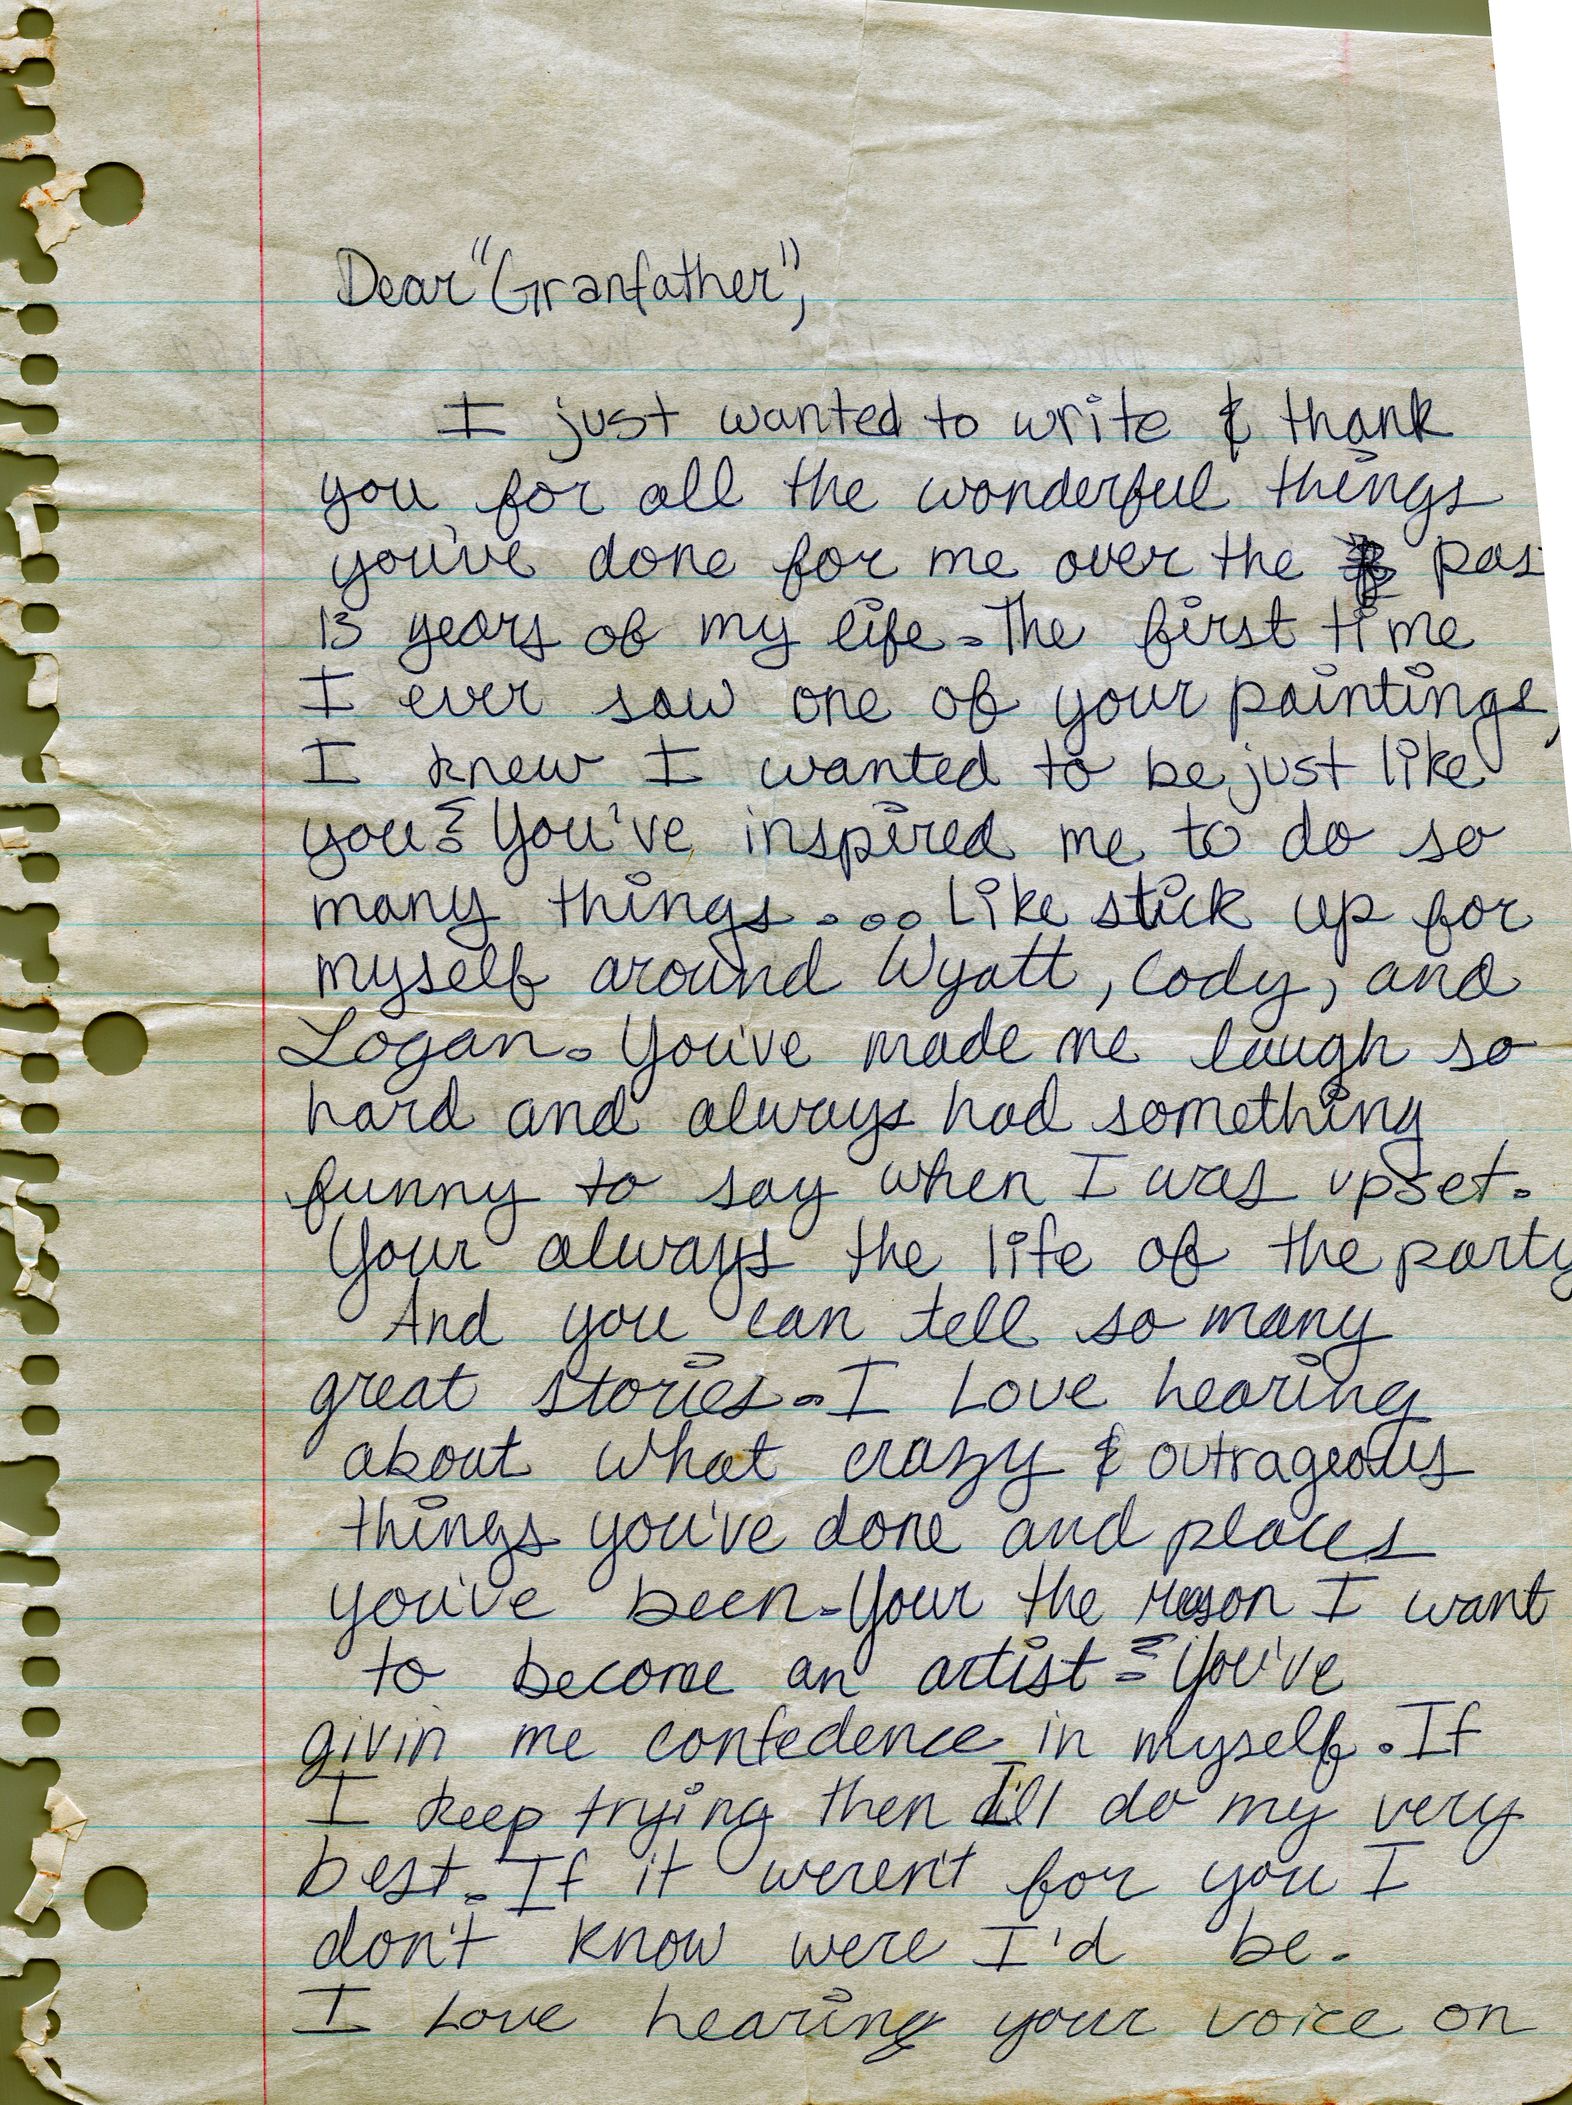 Dear "Granfather",
I just wanted to write & thank
you for all the wonderful things
you've done for me over the pas
13 years of my life. The first time
I ever saw one of your paintings,
I knew I wanted to be just like
you! You've inspired me to do so
many things.... Like stick up for
myself around Wyatt, Cody, and
Logan. You've made me laugh so
hard and always had something
funny to say when I was upset.
Your always the life of the party
And you can tell so many
great stories. I Love hearing
about what crazy & outrageous
things you've done and places
you've been. Your the reason I want
to become an artist! You've
givin me confedence in myself. If
I keep trying then I'll do my very
best. If it weren't for you I
don't know were I'd be.
I Love hearing your voice on